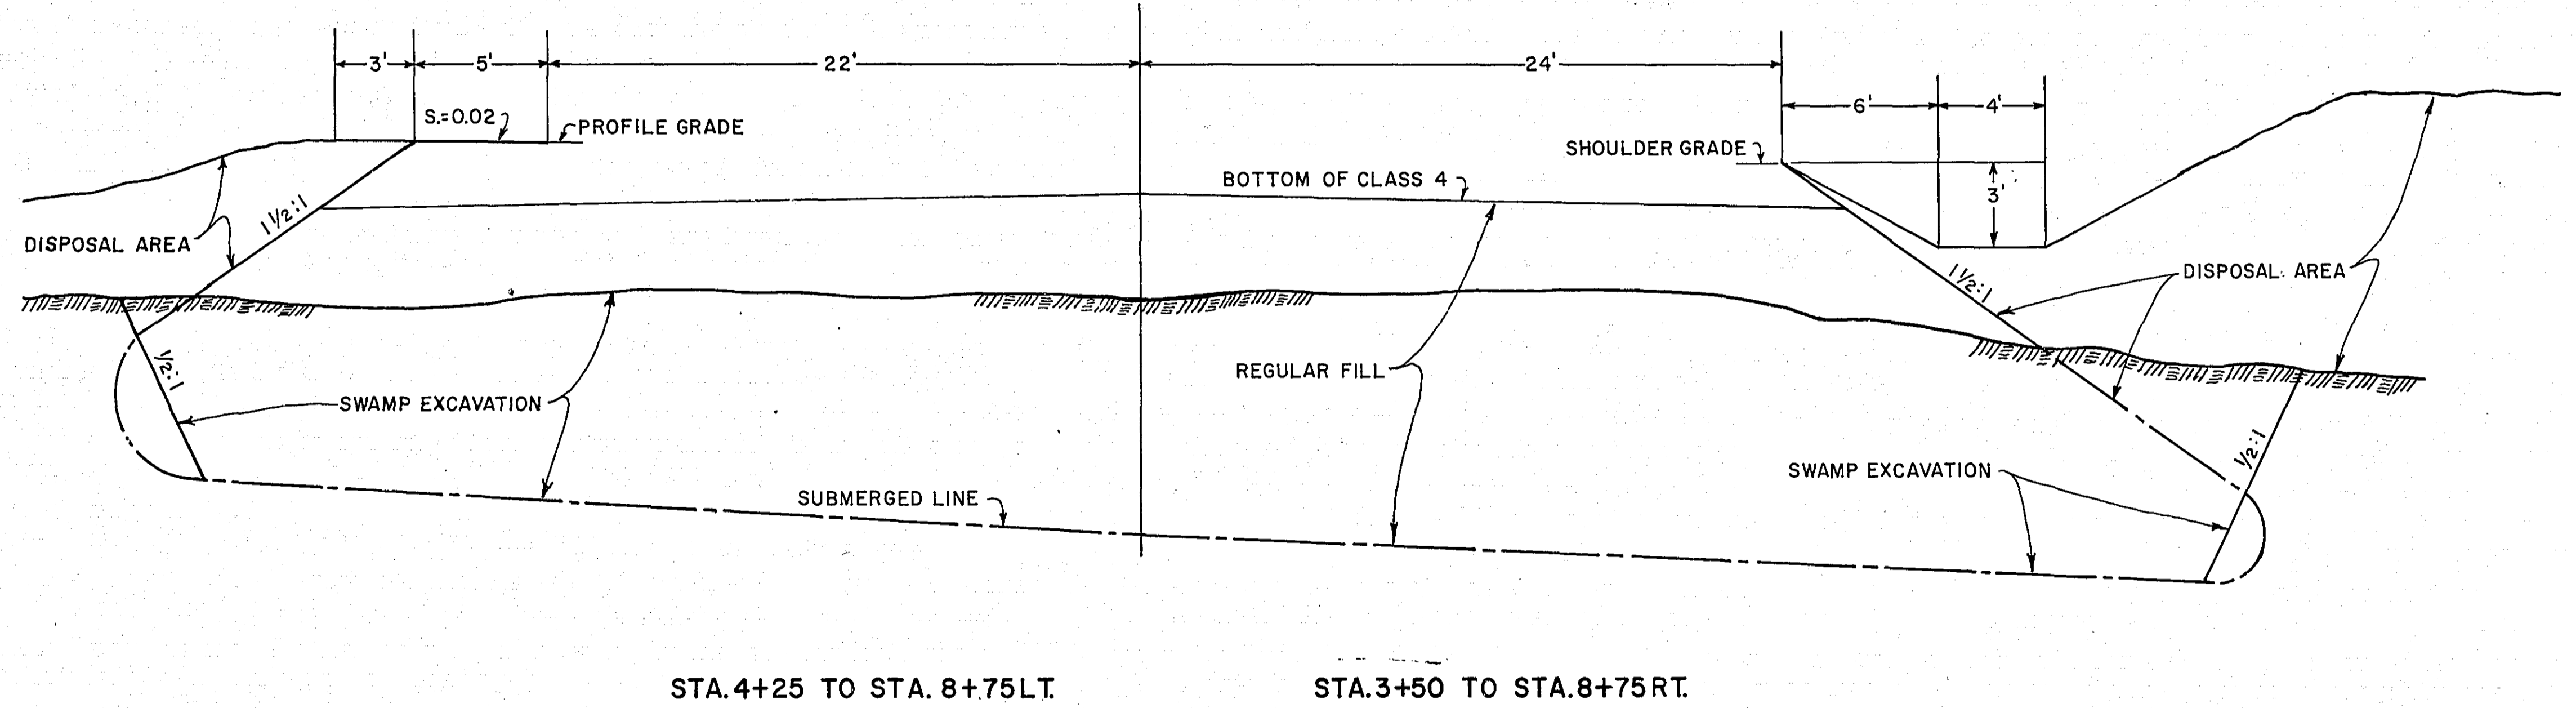 3' 5' 22' 24'
6' 4'
S.=0.02
PROFILE GRADE
SHOULDER GRADE
BOTTOM OF CLASS 4
3'
1 1/2:1
DISPOSAL AREA
1 1/2:1
DISPOSAL AREA
1/2:1
REGULAR FILL
SWAMP EXCAVATION
1/2:1
SWAMP EXCAVATION
SUBMERGED LINE
STA.4+25 TO STA. 8+75 LT.
STA.3+50 TO STA.8+75 RT.